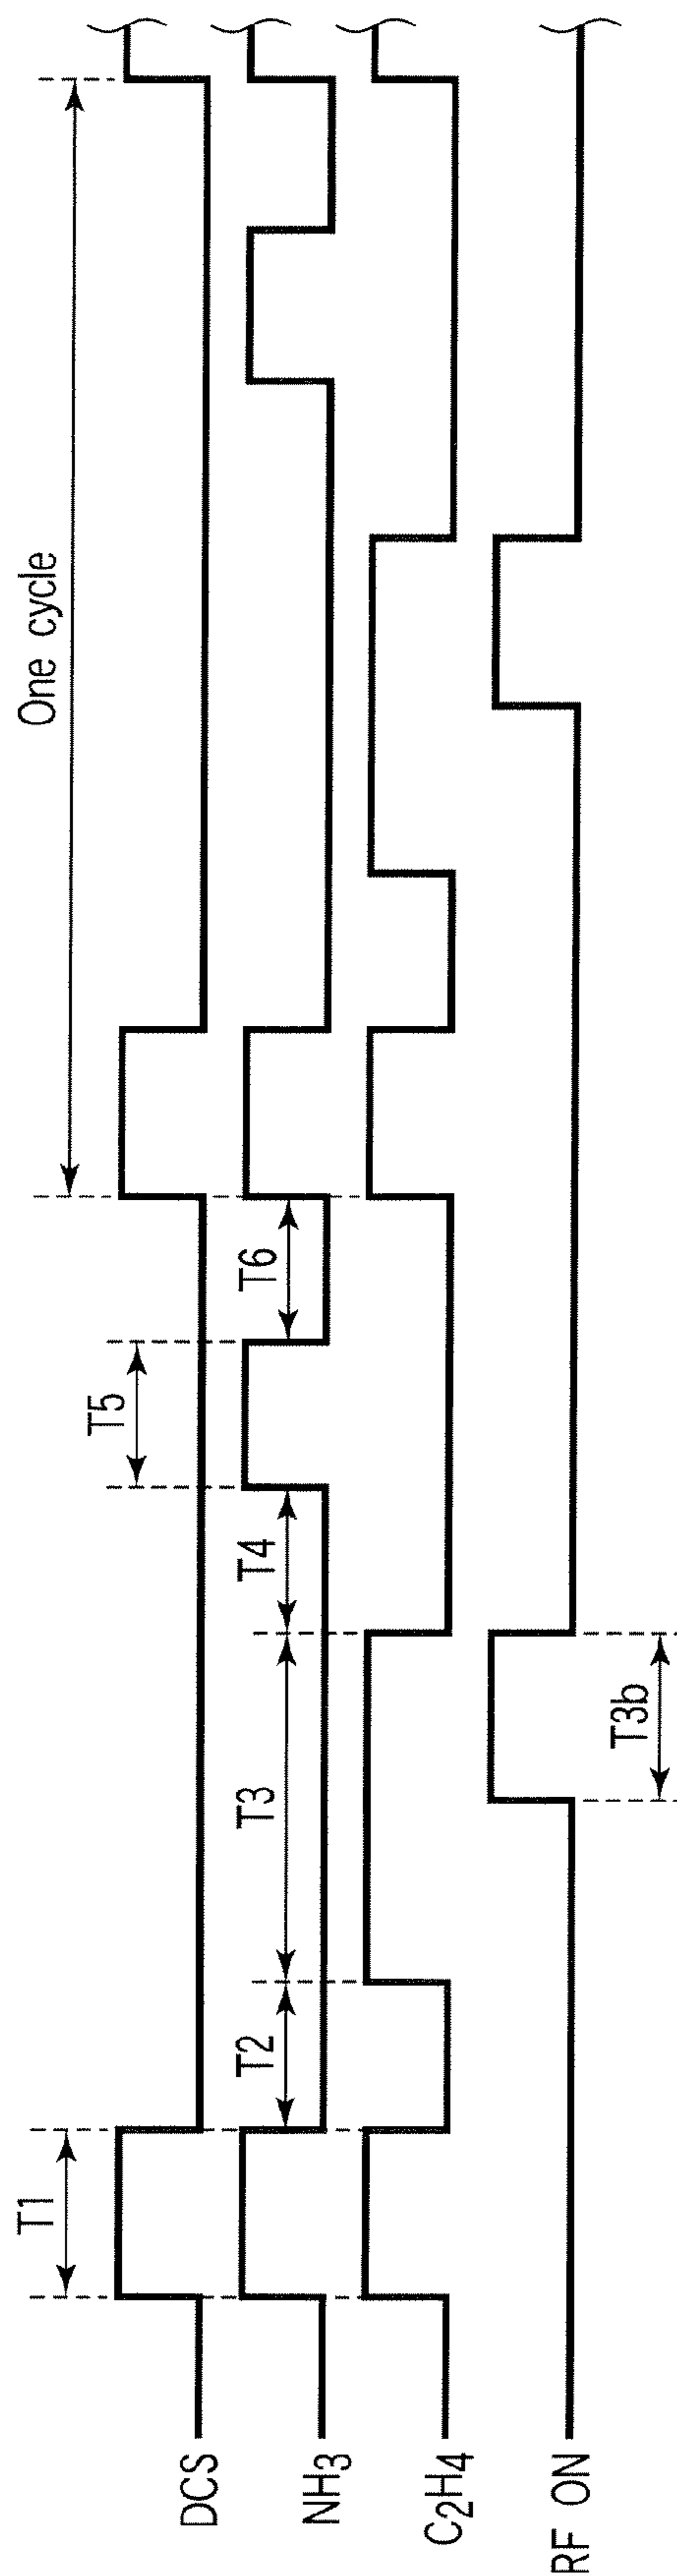 One cycle
T1
T2
T3
T4
T5
T6
T3b
DCS
NH3
C2H4
RF ON